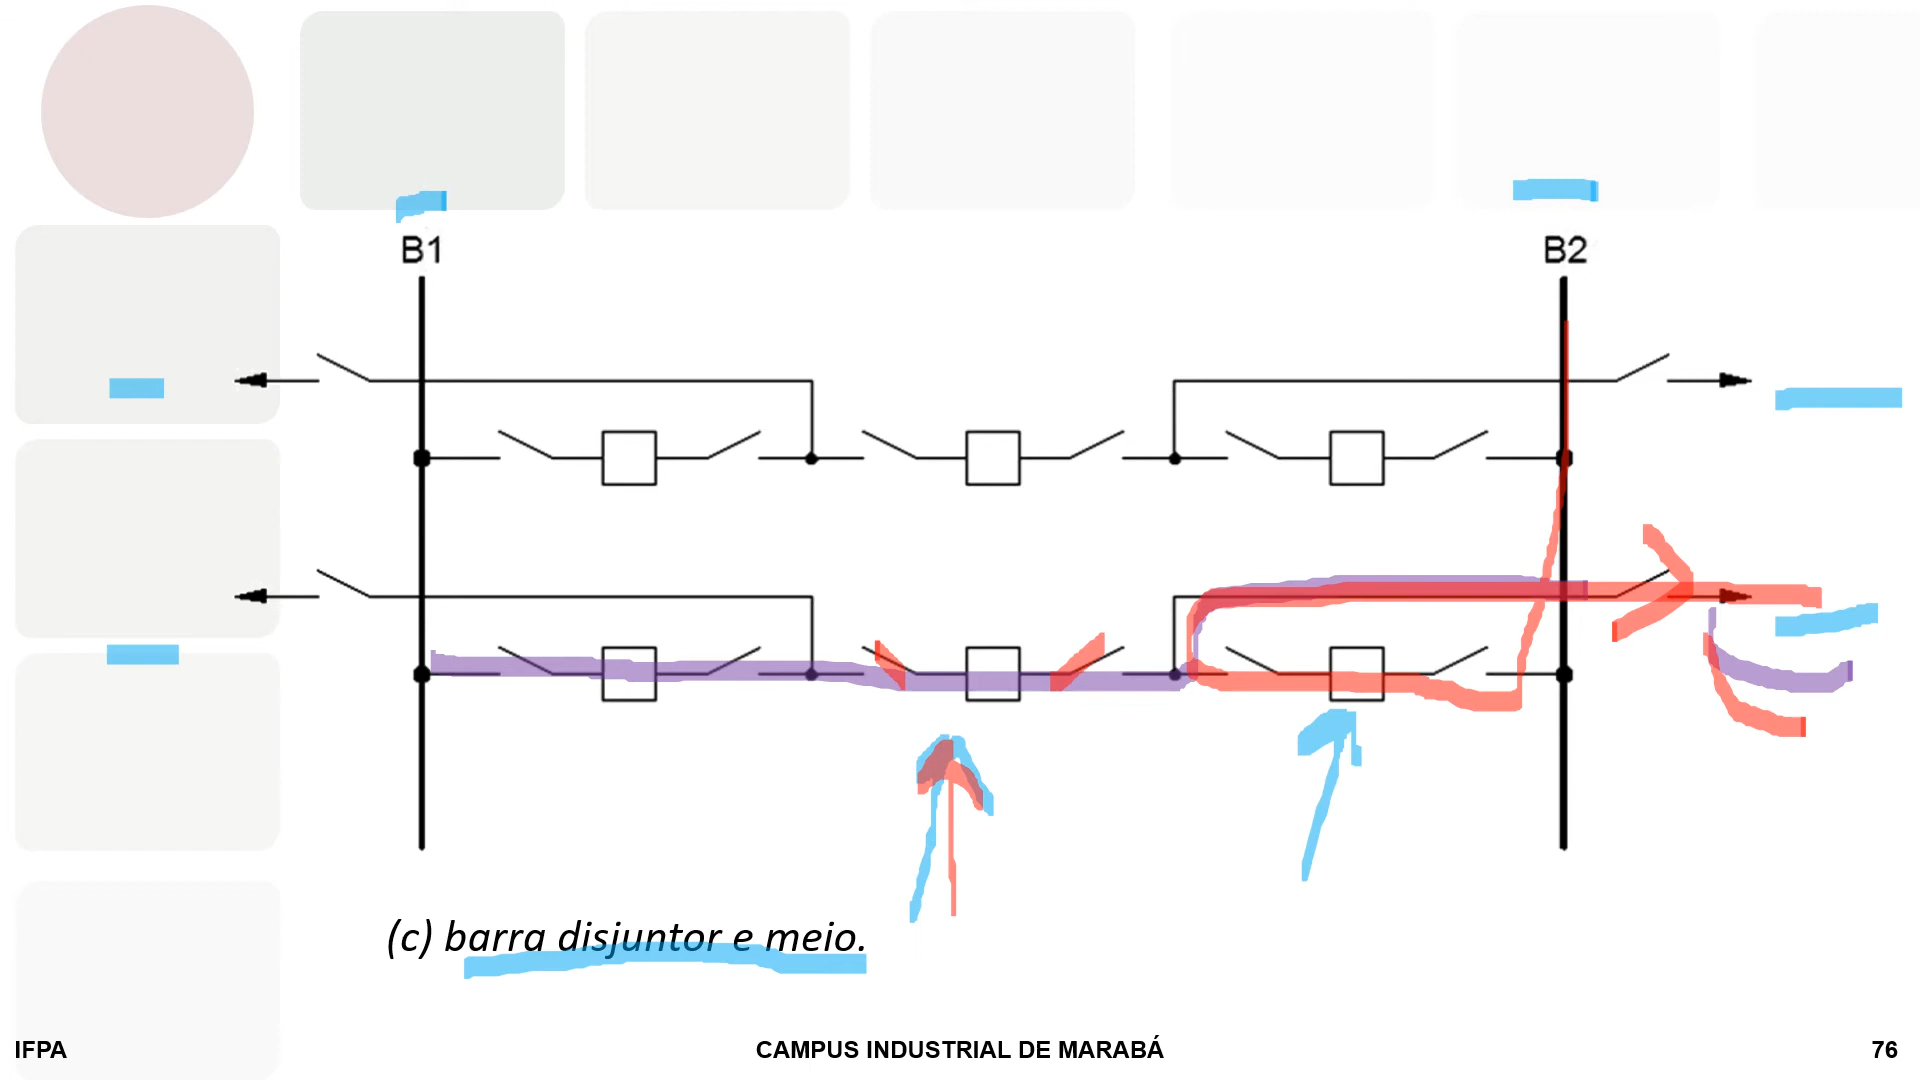 B1
B2
(c) barra disjuntor e meio.
IFPA
CAMPUS INDUSTRIAL DE MARABÁ
76